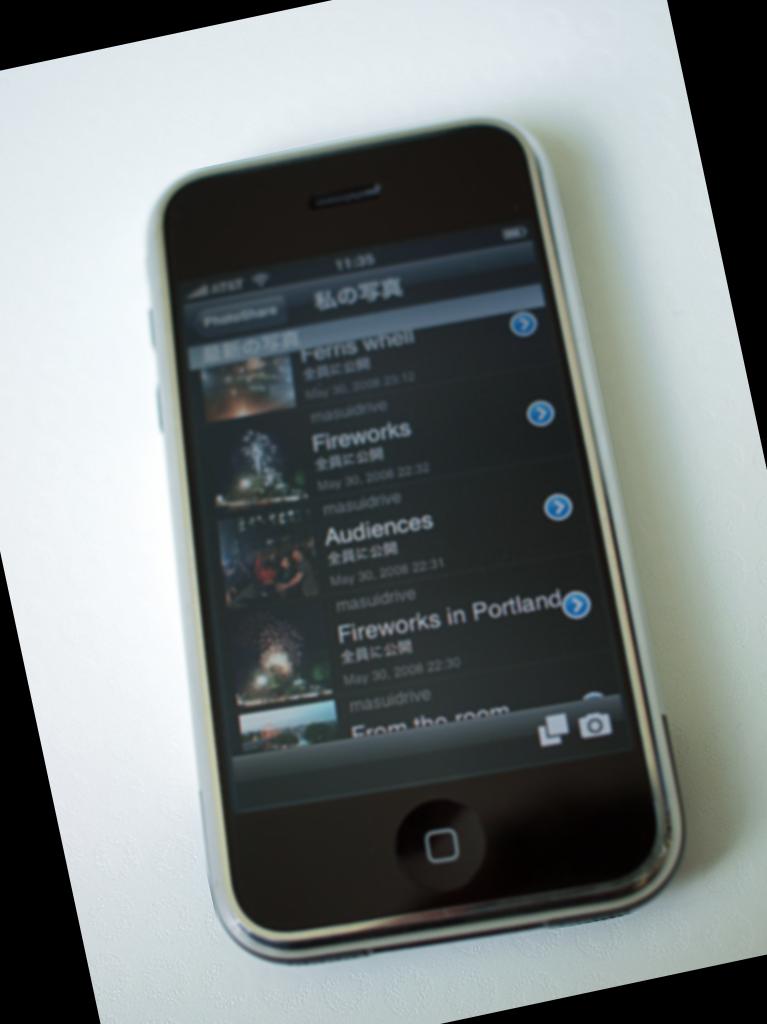 AT&T 11:35
PhotoShare 私の写真
最新の写真
Ferris whell
全員に公開
May 30, 2008 23:12
masuidrive
Fireworks
全員に公開
May 30, 2008 22:32
masuidrive
Audiences
全員に公開
May 30, 2008 22:31
masuidrive
Fireworks in Portland
全員に公開
May 30, 2008 22:30
masuidrive
From the room